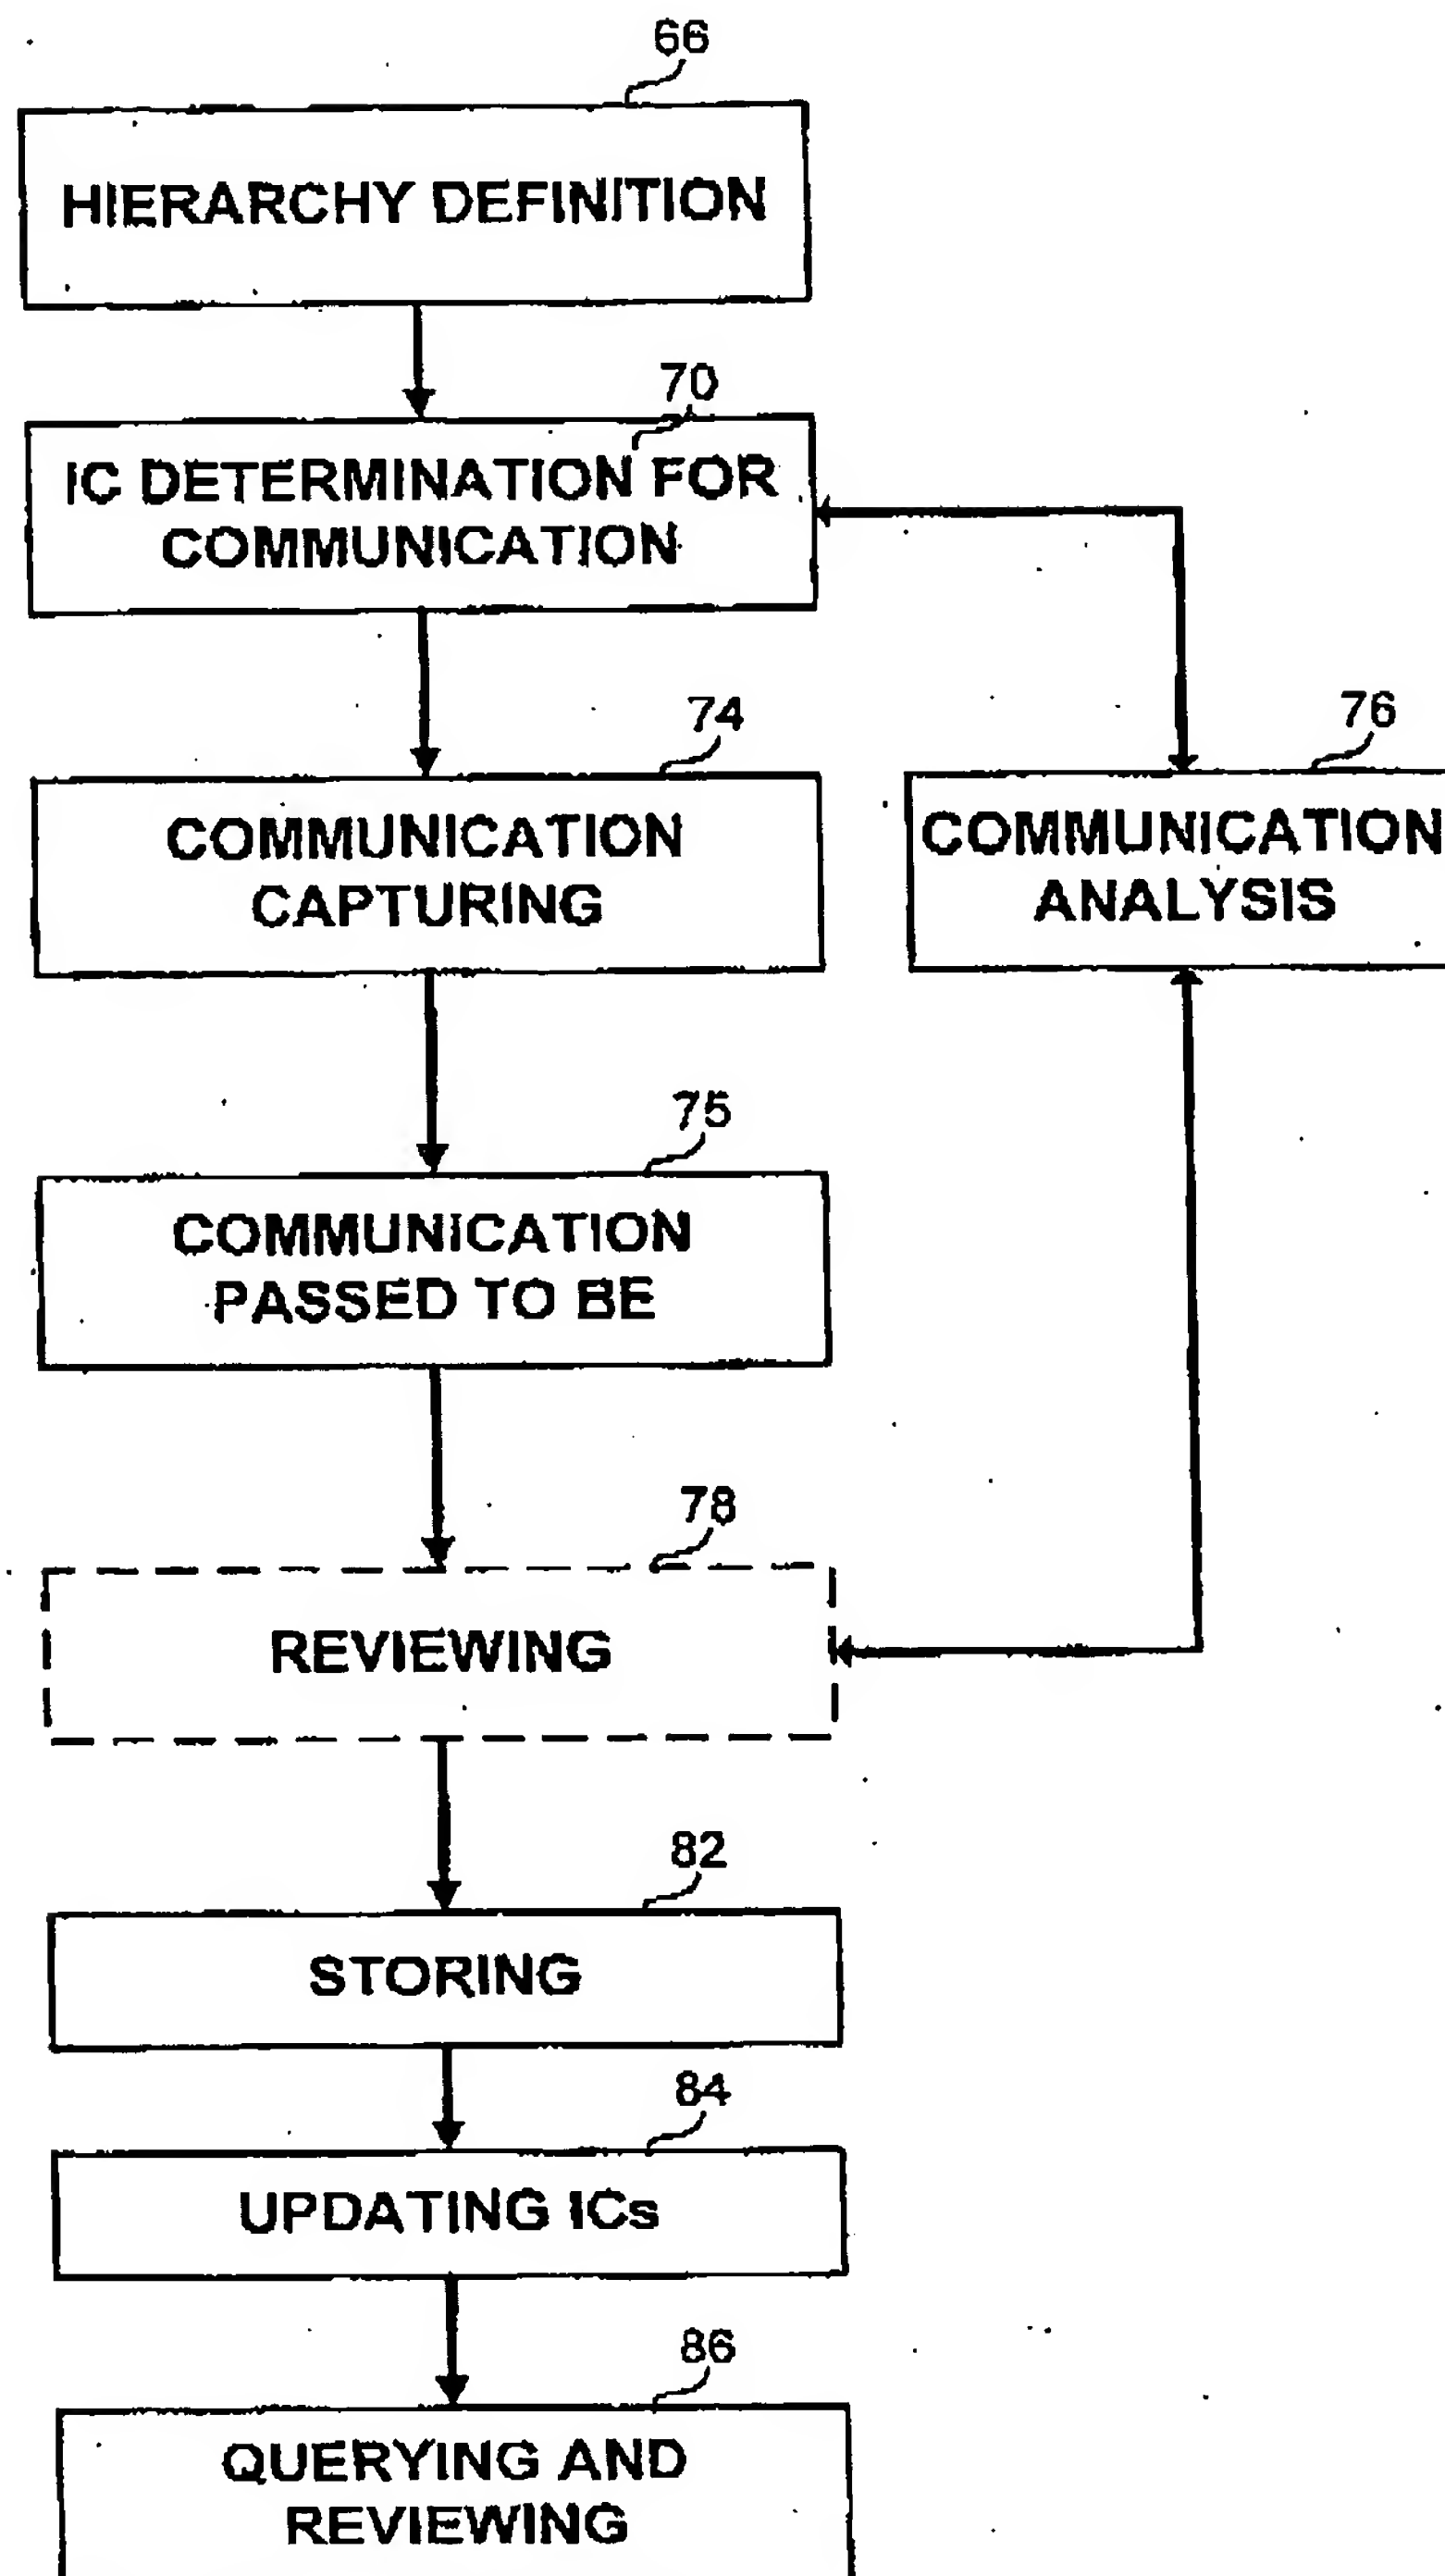 66
HIERARCHY DEFINITION
70
IC DETERMINATION FOR
COMMUNICATION
74
COMMUNICATION
CAPTURING
76
COMMUNICATION
ANALYSIS
75
COMMUNICATION
PASSED TO BE
78
REVIEWING
82
STORING
84
UPDATING ICs
86
QUERYING AND
REVIEWING